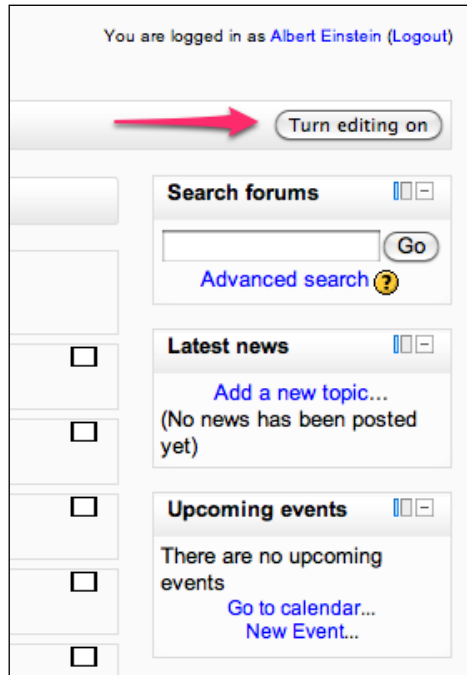 You are logged in as Albert Einstein (Logout)
Turn editing on
Search forums
Go
Advanced search ?
Latest news
Add a new topic...
(No news has been posted
yet)
Upcoming events
There are no upcoming
events
Go to calendar...
New Event...